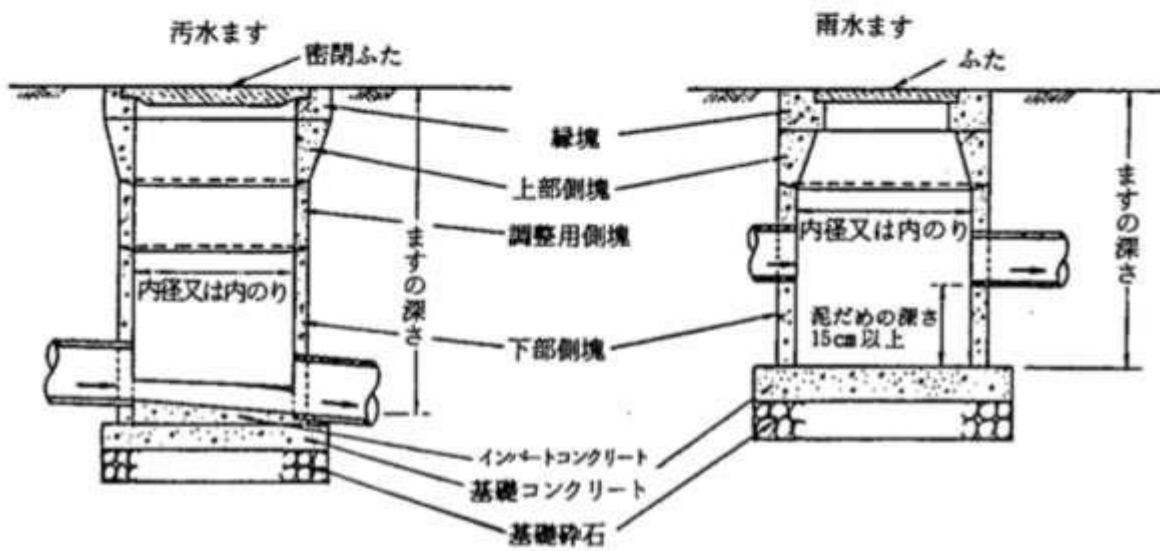 汚水ます
密閉ふた
雨水ます
ふた
縁塊
上部側塊
調整用側塊
ますの深さ
内径又は内のり
内径又は内のり
下部側塊
泥だめの深さ
15cm以上
ますの深さ
インバートコンクリート
基礎コンクリート
基礎砕石